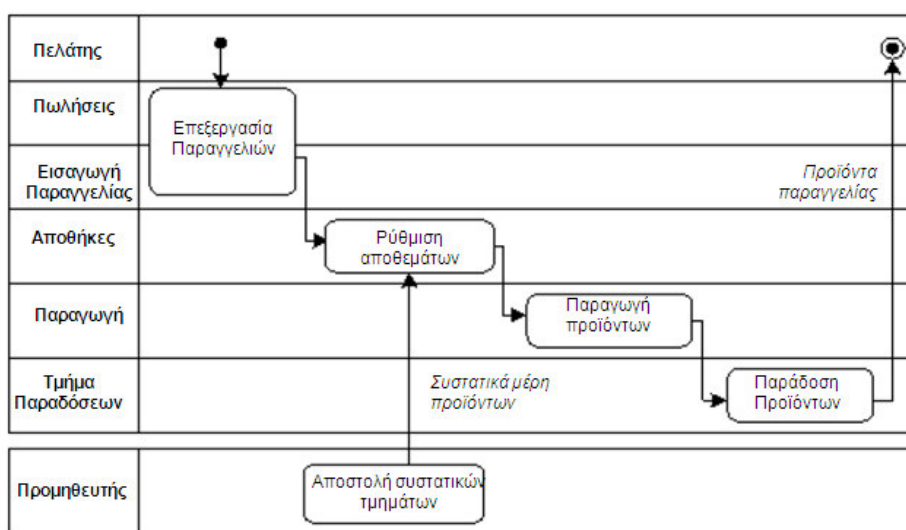 Πελάτης
Πωλήσεις
Επεξεργασία
Παραγγελιών
Εισαγωγή
Παραγγελίας
Προϊόντα
παραγγελίας
Αποθήκες
Ρύθμιση
αποθεμάτων
Παραγωγή
Παραγωγή
προϊόντων
Τμήμα
Παραδόσεων
Συστατικά μέρη
προϊόντων
Παράδοση
Προϊόντων
Προμηθευτής
Αποστολή συστατικών
τμημάτων